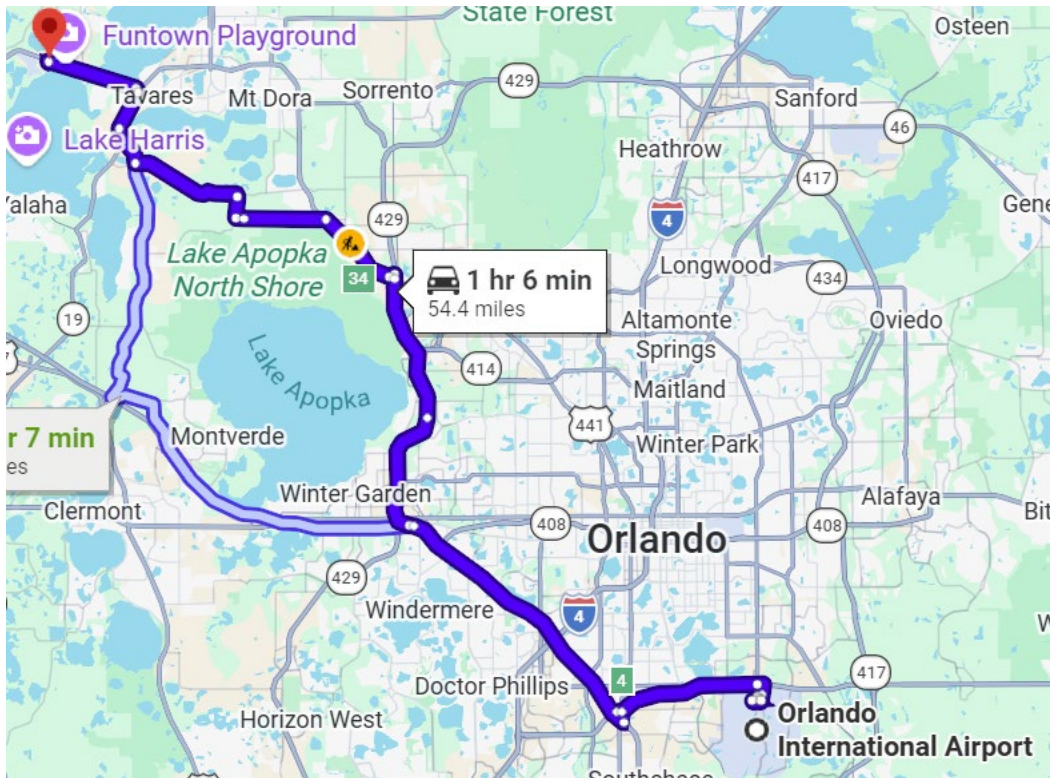 State Forest
Osteen
Funtown Playground
429
Sorrento
Tavares
Mt Dora
Sanford
46
Lake Harris
Heathrow
417
Yalaha
4
429
Gene
Lake Apopka
North Shore
34
1 hr 6 min
54.4 miles
Longwood
434
19
Altamonte
Springs
Oviedo
Lake Apopka
414
Maitland
441
r 7 min
es
Montverde
Winter Park
Winter Garden
Clermont
Alafaya
Bit
408
Orlando
408
429
Windermere
4
W
4
417
Doctor Phillips
Horizon West
Orlando
International Airport